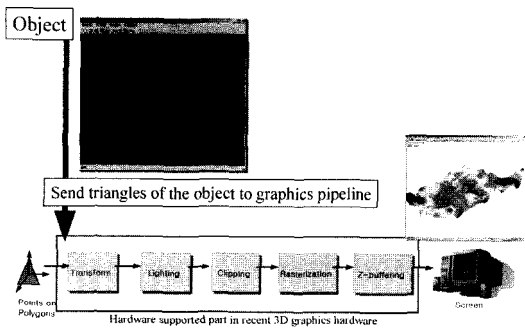 Object
Send triangles of the object to graphics pipeline
Transform
Lighting
Clipping
Rasterization
Z-buffering
Points on
Polygons
Screen
Hardware supported part in recent 3D graphics hardware